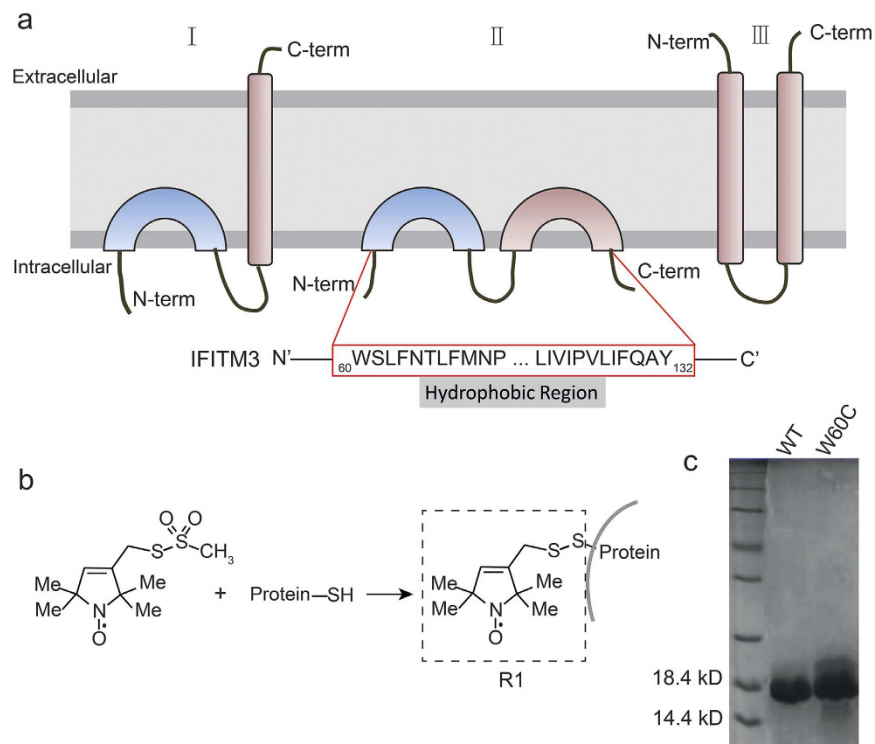 a
I
II
III
C-term
N-term
C-term
Extracellular
Intracellular
N-term
N-term
C-term
IFITM3 N’ 60WSLFNTLFMNP ... LIVIPVLIFQAY132 C’
Hydrophobic Region
b
O O
S S CH3
Me Me
Me N Me
O
+
Protein—SH
S S Protein
Me Me
Me N Me
O
R1
c
WT W60C
18.4 kD
14.4 kD